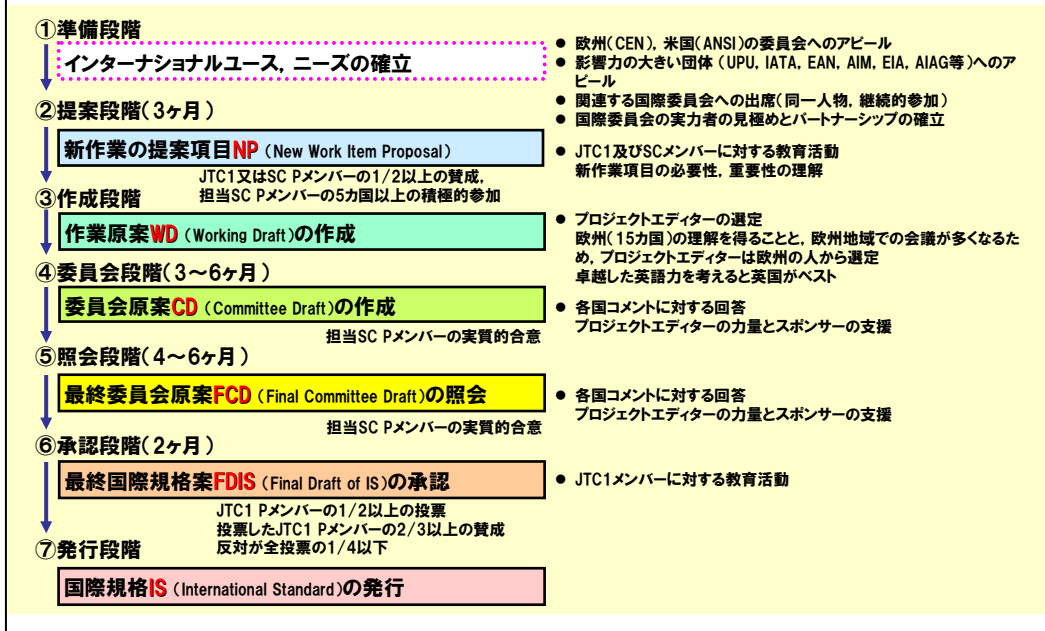 ①準備段階
インターナショナルユース，ニーズの確立
● 欧州（CEN），米国（ANSI）の委員会へのアピール
● 影響力の大きい団体（UPU, IATA, EAN, AIM, EIA, AIAG等）へのア
ピール
● 関連する国際委員会への出席（同一人物，継続的参加）
● 国際委員会の実力者の見極めとパートナーシップの確立
②提案段階（3ヶ月）
新作業の提案項目NP（New Work Item Proposal）
JTC1又はSC Pメンバーの1/2以上の賛成，
担当SC Pメンバーの5カ国以上の積極的参加
● JTC1及びSCメンバーに対する教育活動
新作業項目の必要性，重要性の理解
③作成段階
作業原案WD（Working Draft）の作成
● プロジェクトエディターの選定
欧州（15カ国）の理解を得ることと，欧州地域での会議が多くなるた
め，プロジェクトエディターは欧州の人から選定
卓越した英語力を考えると英国がベスト
④委員会段階（3～6ヶ月）
委員会原案CD（Committee Draft）の作成
担当SC Pメンバーの実質的合意
● 各国コメントに対する回答
プロジェクトエディターの力量とスポンサーの支援
⑤照会段階（4～6ヶ月）
最終委員会原案FCD（Final Committee Draft）の照会
担当SC Pメンバーの実質的合意
● 各国コメントに対する回答
プロジェクトエディターの力量とスポンサーの支援
⑥承認段階（2ヶ月）
最終国際規格案FDIS（Final Draft of IS）の承認
JTC1 Pメンバーの1/2以上の投票
投票したJTC1 Pメンバーの2/3以上の賛成
反対が全投票の1/4以下
● JTC1メンバーに対する教育活動
⑦発行段階
国際規格IS（International Standard）の発行